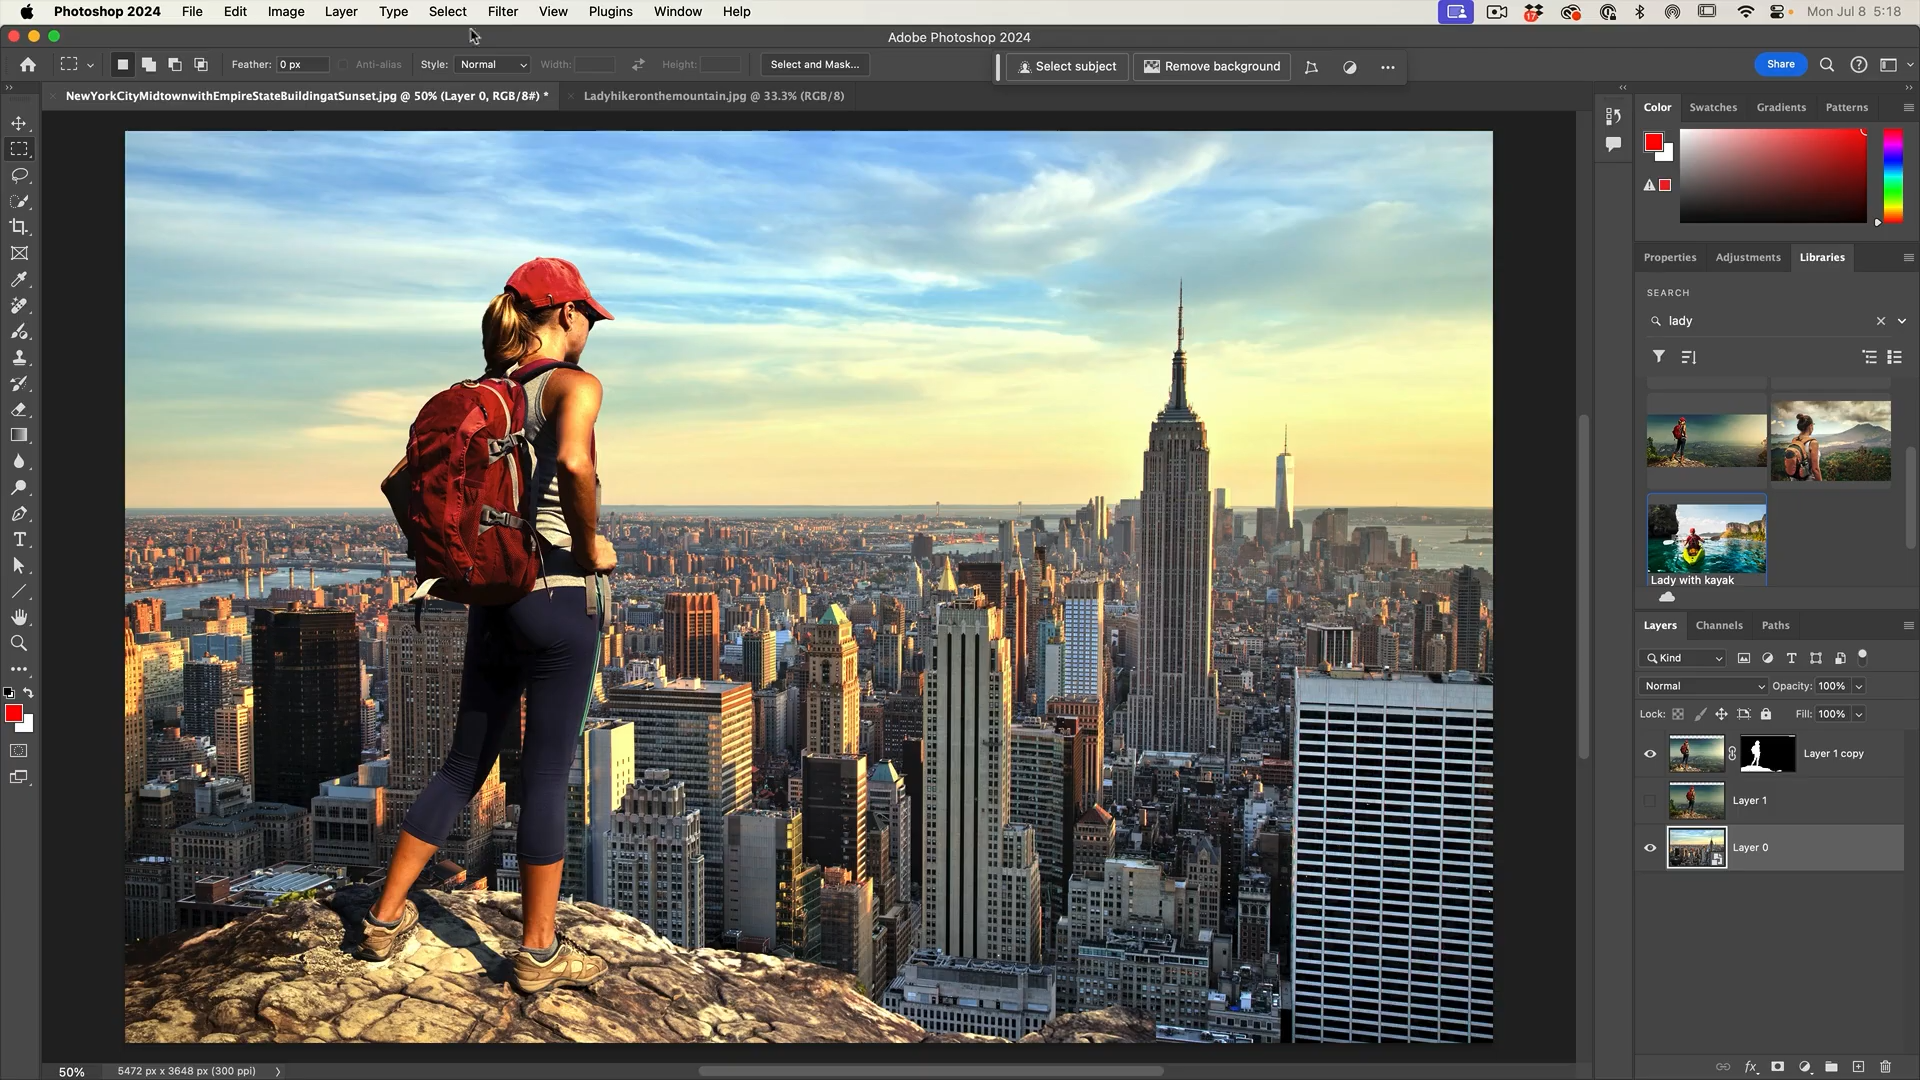 Photoshop 2024 File Edit Image Layer Type Select Filter View Plugins Window Help
17
Mon Jul 8 5:18
Adobe Photoshop 2024
Feather: 0 px Anti-alias Style: Normal Width: Height: Select and Mask...
Select subject Remove background
Share
NewYorkCityMidtownwithEmpireStateBuildingatSunset.jpg @ 50% (Layer 0, RGB/8#) *
Ladyhikeronthemountain.jpg @ 33.3% (RGB/8)
Color Swatches Gradients Patterns
Properties Adjustments Libraries
SEARCH
lady
Lady with kayak
Layers Channels Paths
Kind
Normal Opacity: 100%
Lock: Fill: 100%
Layer 1 copy
Layer 1
Layer 0
fx
50% 5472 px x 3648 px (300 ppi)